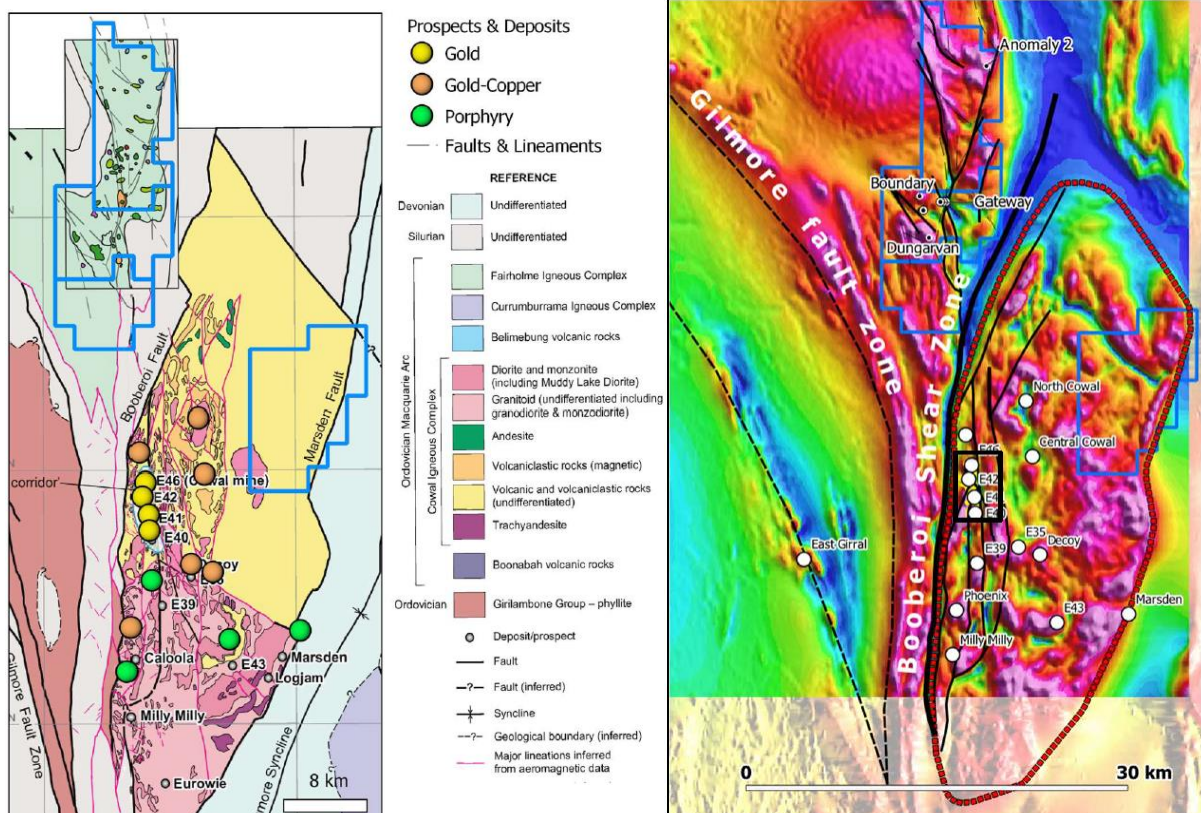 Booberoi Fault
Marsden Fault
corridor'
E46 (Cowal mine)
E42
E41
E40
E39
Caloola
E43
Marsden
Logjam
Milly Milly
Eurowie
Gilmore Fault Zone
8 km
Prospects & Deposits
Gold
Gold-Copper
Porphyry
Faults & Lineaments
REFERENCE
Devonian
Undifferentiated
Silurian
Undifferentiated
Ordovician Macquarie Arc
Fairholme Igneous Complex
Currumburrama Igneous Complex
Belimebung volcanic rocks
Cowal Igneous Complex
Diorite and monzonite
(including Muddy Lake Diorite)
Granitoid (undifferentiated including
granodiorite & monzodiorite)
Andesite
Volcaniclastic rocks (magnetic)
Volcanic and volcaniclastic rocks
(undifferentiated)
Trachyandesite
Boonabah volcanic rocks
Ordovician
Girilambone Group – phyllite
Deposit/prospect
Fault
Fault (inferred)
Syncline
Geological boundary (inferred)
Major lineations inferred
from aeromagnetic data
Anomaly 2
Gilmore fault zone
Boundary
Gateway
Dungarvan
Booberoi Shear zone
North Cowal
Central Cowal
E46
E42
E39
E35
Decoy
East Girral
Phoenix
E43
Marsden
Milly Milly
0
30 km